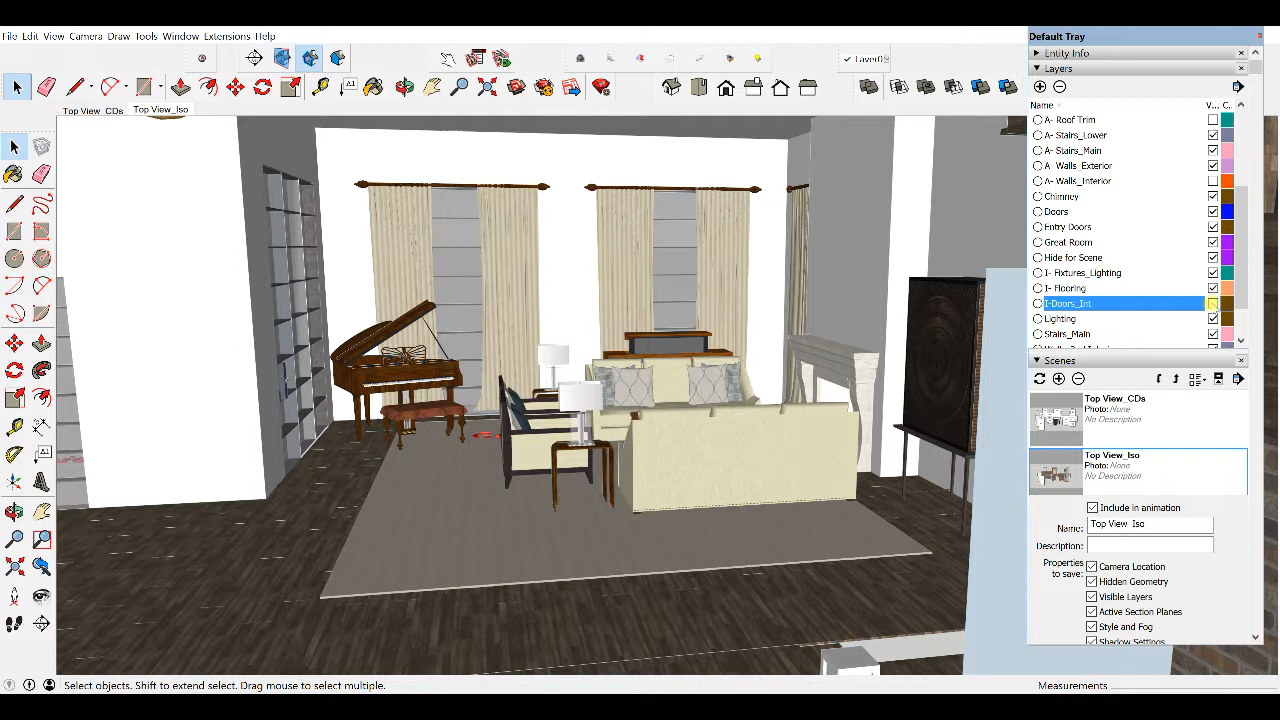 File Edit View Camera Draw Tools Window Extensions Help
Top View_CDs Top View_Iso
Layer0
Default Tray
Entity Info
Layers
Name V... C...
A- Roof Trim
A- Stairs_Lower
A- Stairs_Main
A- Walls_Exterior
A- Walls_Interior
Chimney
Doors
Entry Doors
Great Room
Hide for Scene
I- Fixtures_Lighting
I- Flooring
I-Doors_Int
Lighting
Stairs_Main
Scenes
Top View_CDs
Photo: None
No Description
Top View_Iso
Photo: None
No Description
Include in animation
Name: Top View_Iso
Description:
Properties to save:
Camera Location
Hidden Geometry
Visible Layers
Active Section Planes
Style and Fog
Shadow Settings
Select objects. Shift to extend select. Drag mouse to select multiple.
Measurements